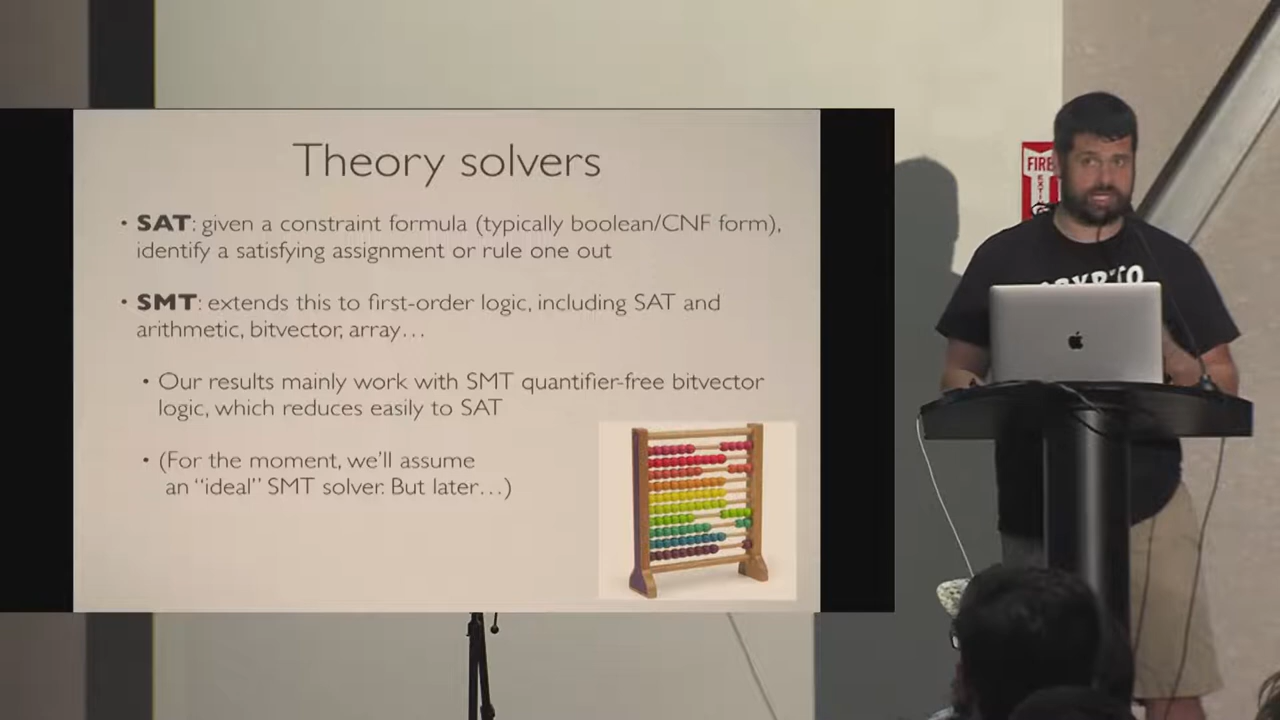 Theory solvers
• SAT: given a constraint formula (typically boolean/CNF form),
identify a satisfying assignment or rule one out
• SMT: extends this to first-order logic, including SAT and
arithmetic, bitvector, array…
• Our results mainly work with SMT quantifier-free bitvector
logic, which reduces easily to SAT
• (For the moment, we'll assume
an "ideal" SMT solver. But later…)
FIRE